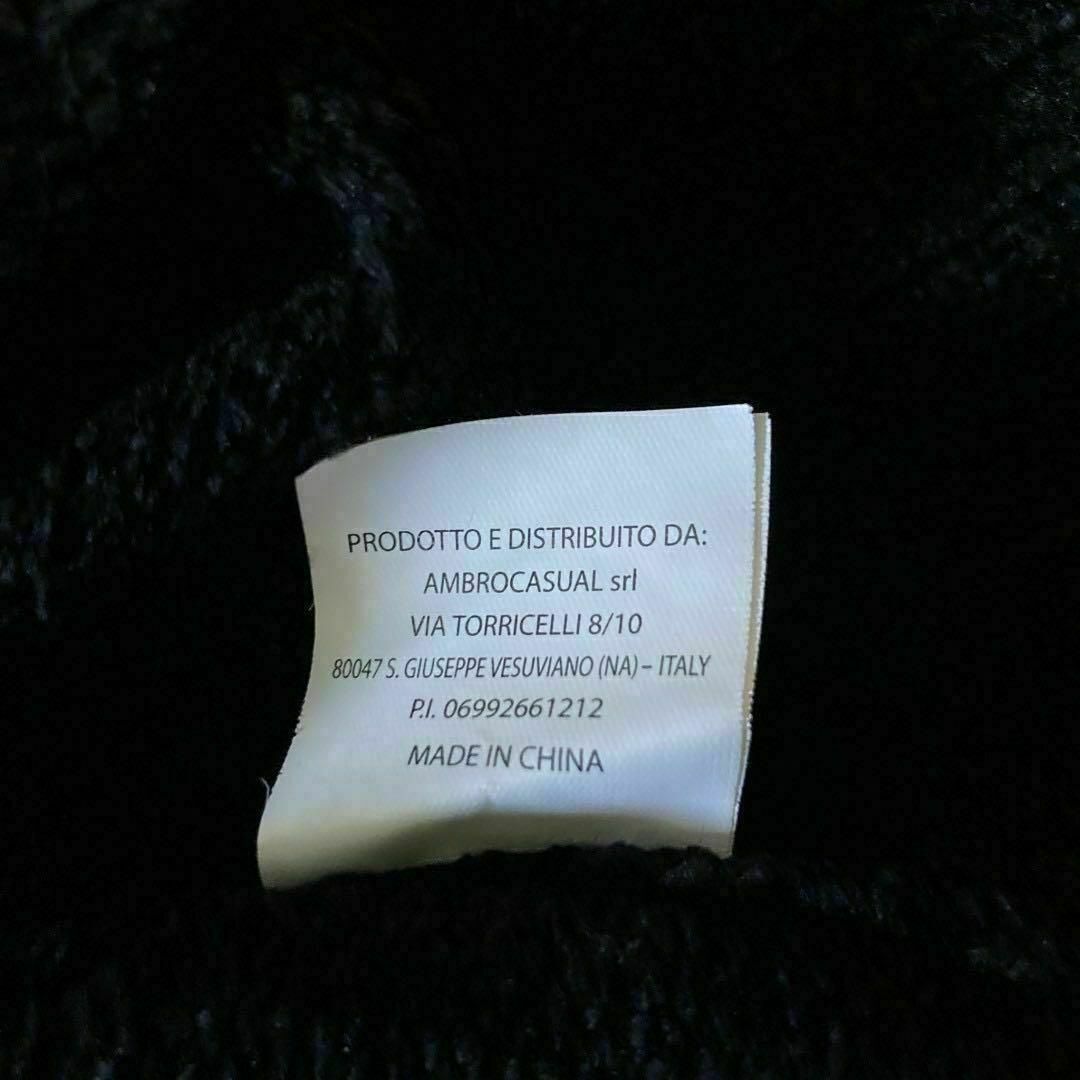 PRODOTTO E DISTRIBUITO DA:
AMBROCASUAL srl
VIA TORRICELLI 8/10
80047 S. GIUSEPPE VESUVIANO (NA) – ITALY
P.I. 06992661212
MADE IN CHINA